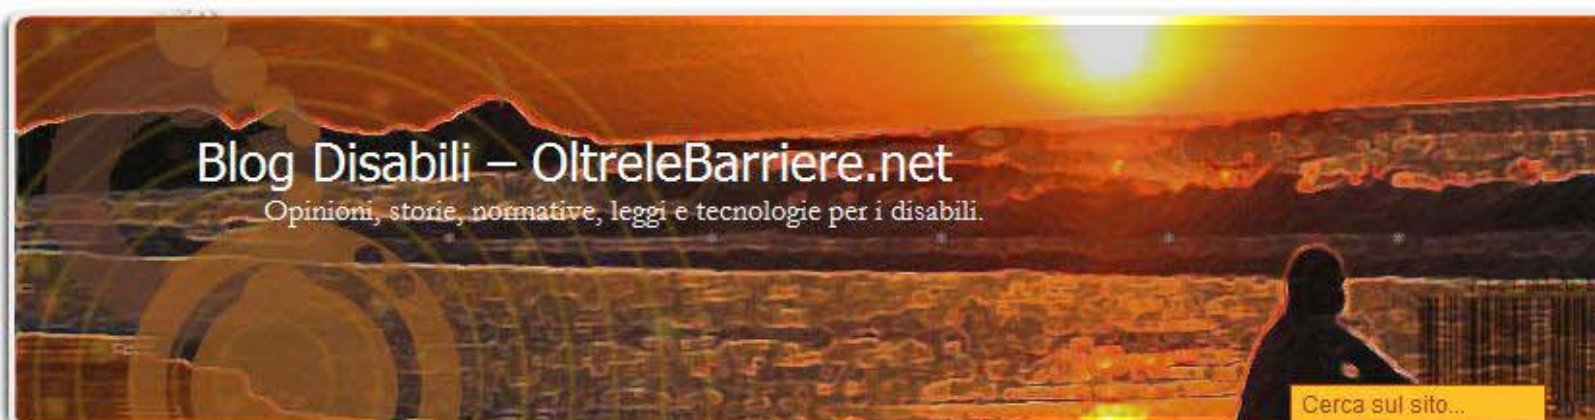 Blog Disabili – OltreleBarriere.net
Opinioni, storie, normative, leggi e tecnologie per i disabili.
Cerca sul sito...